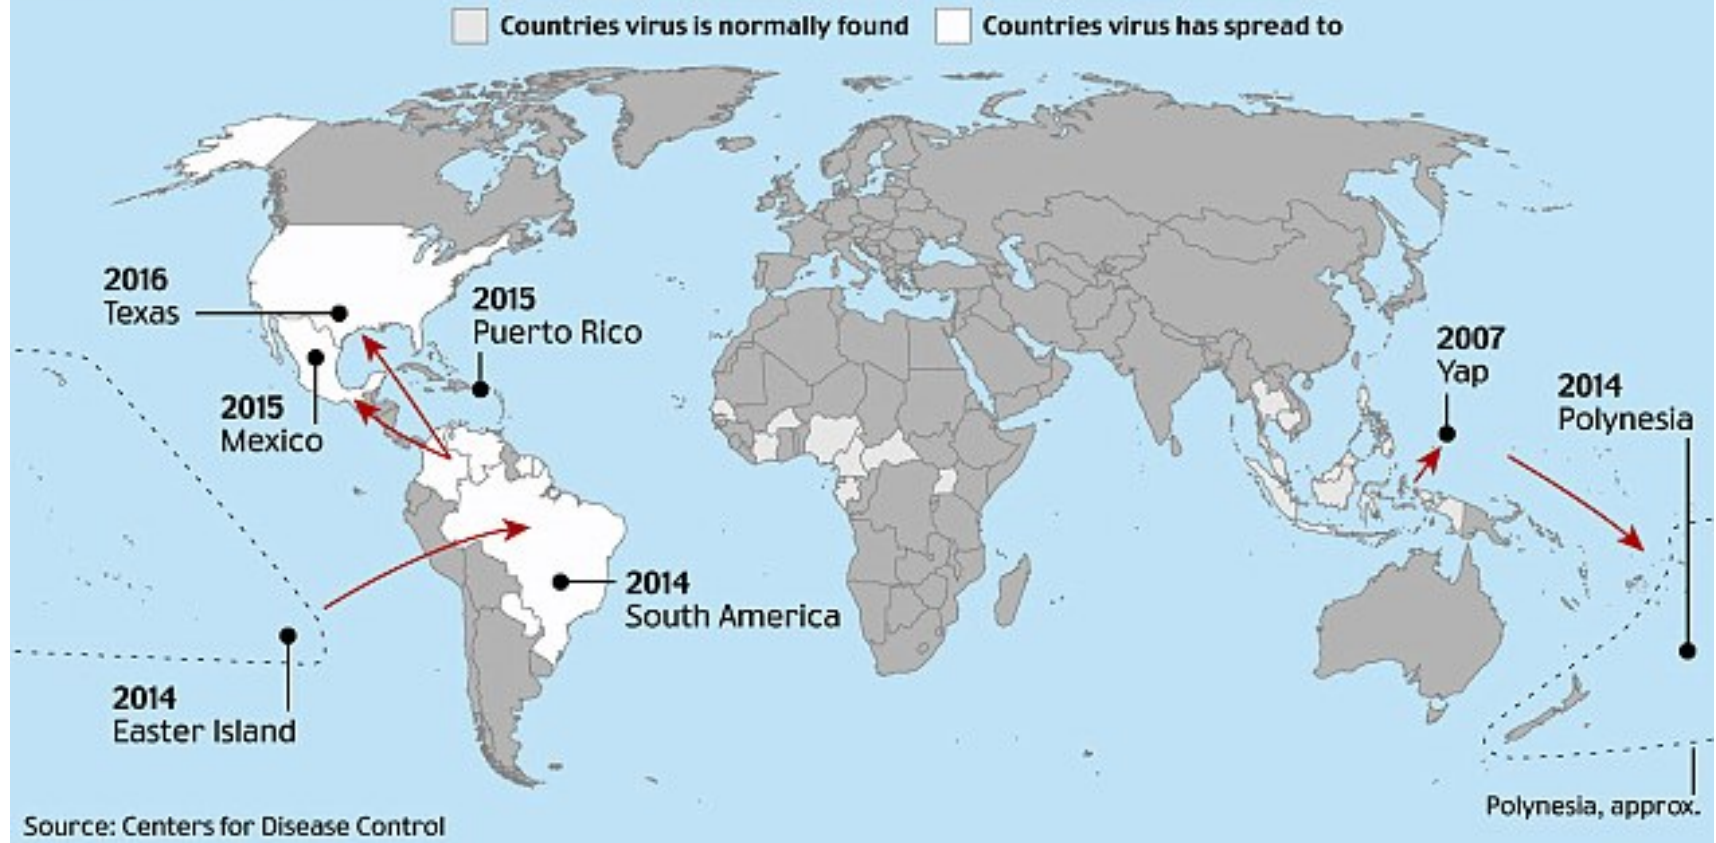 Countries virus is normally found
Countries virus has spread to
2016
Texas
2015
Puerto Rico
2007
Yap
2014
Polynesia
2015
Mexico
2014
South America
2014
Easter Island
Polynesia, approx.
Source: Centers for Disease Control